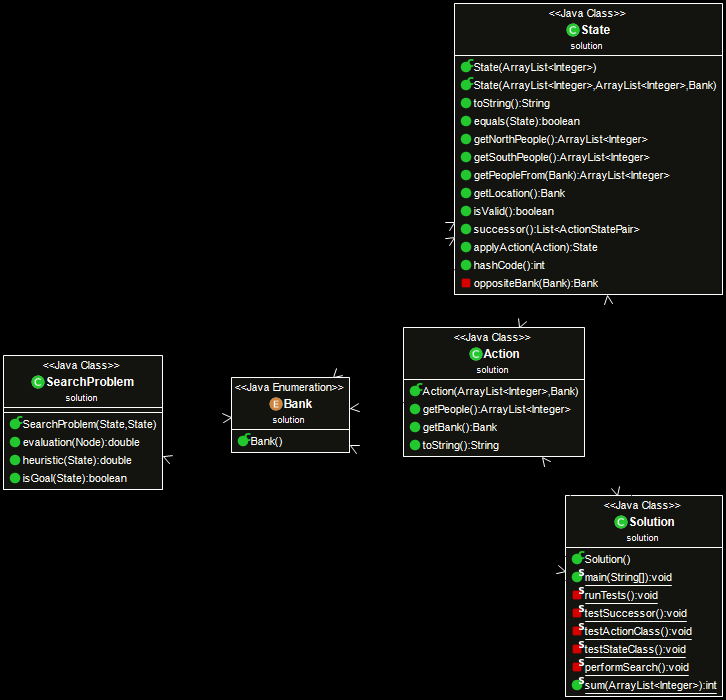 <<Java Class>>
C State
solution
State(ArrayList<Integer>)
State(ArrayList<Integer>,ArrayList<Integer>,Bank)
toString():String
equals(State):boolean
getNorthPeople():ArrayList<Integer>
getSouthPeople():ArrayList<Integer>
getPeopleFrom(Bank):ArrayList<Integer>
getLocation():Bank
isValid():boolean
successor():List<ActionStatePair>
applyAction(Action):State
hashCode():int
oppositeBank(Bank):Bank
<<Java Class>>
C Action
solution
Action(ArrayList<Integer>,Bank)
getPeople():ArrayList<Integer>
getBank():Bank
toString():String
<<Java Class>>
C SearchProblem
solution
SearchProblem(State,State)
evaluation(Node):double
heuristic(State):double
isGoal(State):boolean
<<Java Enumeration>>
E Bank
solution
Bank()
<<Java Class>>
C Solution
solution
Solution()
S main(String[]):void
S runTests():void
S testSuccessor():void
S testActionClass():void
S testStateClass():void
S performSearch():void
S sum(ArrayList<Integer>):int